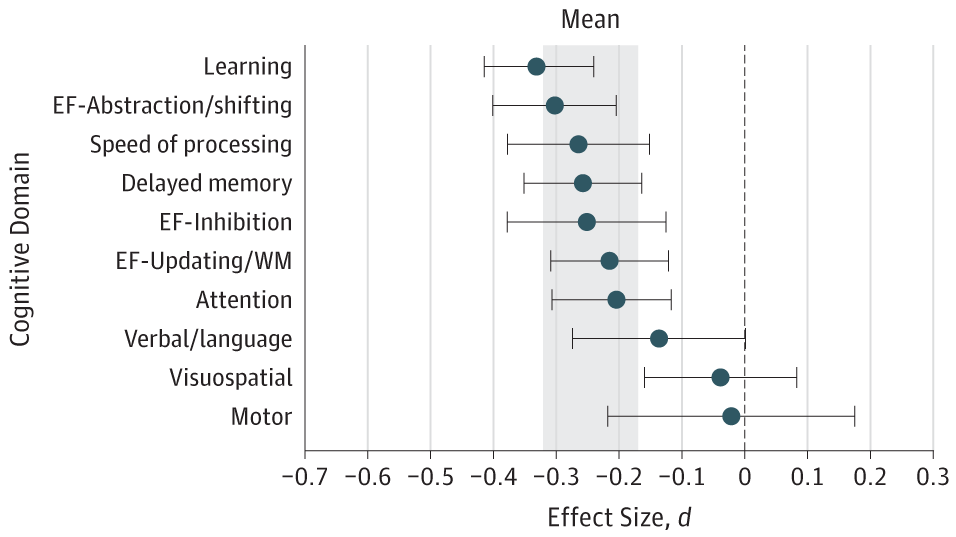 Mean
Cognitive Domain
Learning
EF-Abstraction/shifting
Speed of processing
Delayed memory
EF-Inhibition
EF-Updating/WM
Attention
Verbal/language
Visuospatial
Motor
−0.7 −0.6 −0.5 −0.4 −0.3 −0.2 −0.1 0 0.1 0.2 0.3
Effect Size, d